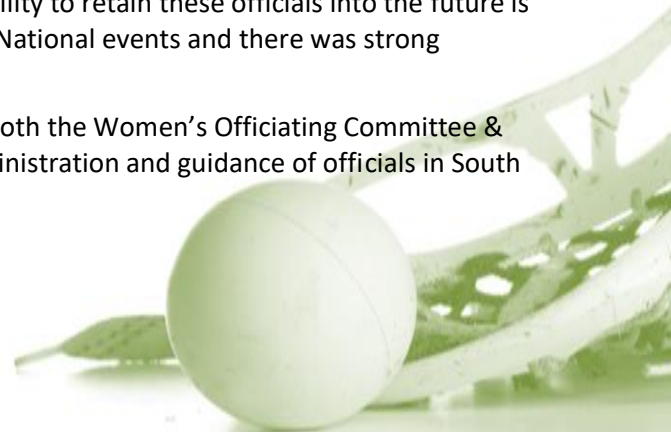 ility to retain these officials into the future is
National events and there was strong
oth the Women’s Officiating Committee &
inistration and guidance of officials in South